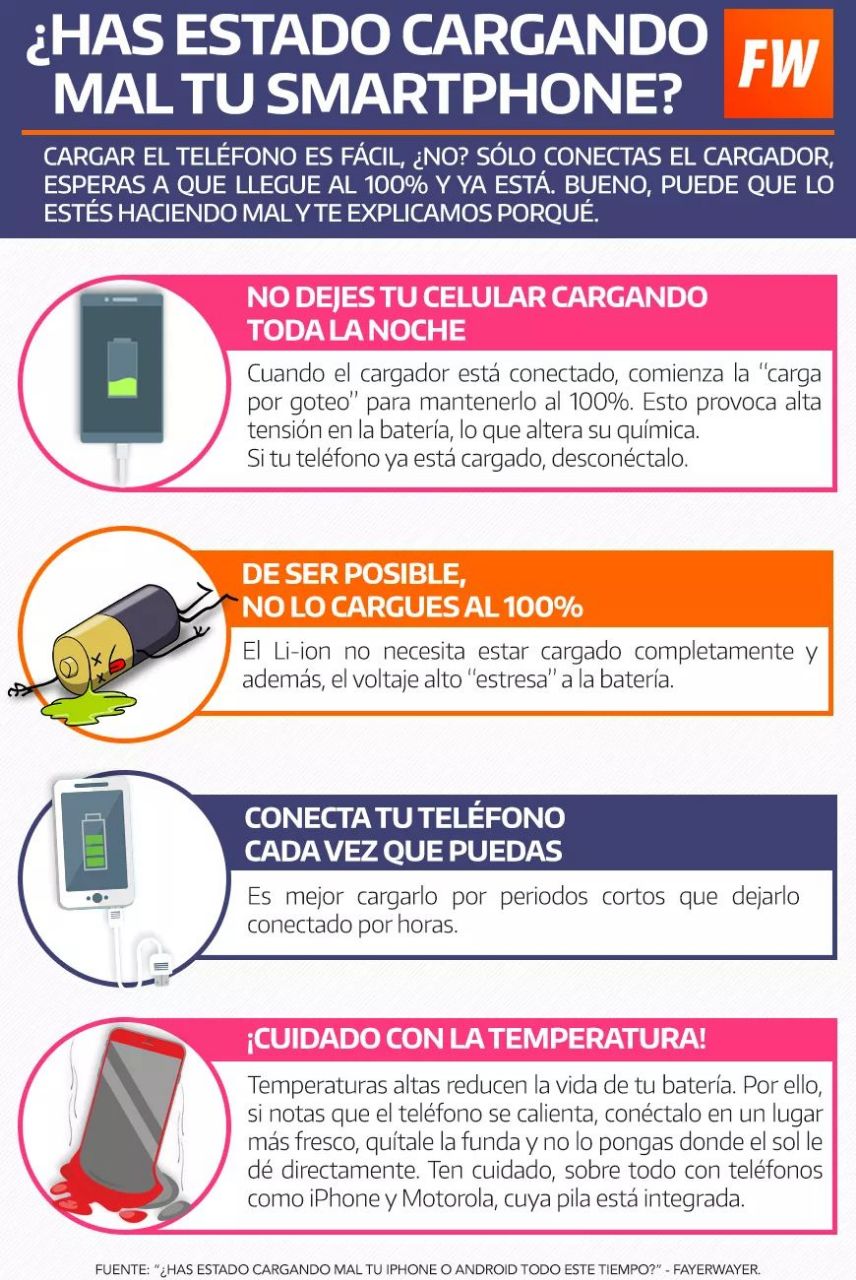 ¿HAS ESTADO CARGANDO
MAL TU SMARTPHONE?
FW
CARGAR EL TELÉFONO ES FÁCIL, ¿NO? SÓLO CONECTAS EL CARGADOR,
ESPERAS A QUE LLEGUE AL 100% Y YA ESTÁ. BUENO, PUEDE QUE LO
ESTÉS HACIENDO MAL Y TE EXPLICAMOS PORQUÉ.
NO DEJES TU CELULAR CARGANDO
TODA LA NOCHE
Cuando el cargador está conectado, comienza la “carga
por goteo” para mantenerlo al 100%. Esto provoca alta
tensión en la batería, lo que altera su química.
Si tu teléfono ya está cargado, desconéctalo.
DE SER POSIBLE,
NO LO CARGUES AL 100%
El Li-ion no necesita estar cargado completamente y
además, el voltaje alto “estresa” a la batería.
CONECTA TU TELÉFONO
CADA VEZ QUE PUEDAS
Es mejor cargarlo por periodos cortos que dejarlo
conectado por horas.
¡CUIDADO CON LA TEMPERATURA!
Temperaturas altas reducen la vida de tu batería. Por ello,
si notas que el teléfono se calienta, conéctalo en un lugar
más fresco, quítale la funda y no lo pongas donde el sol le
dé directamente. Ten cuidado, sobre todo con teléfonos
como iPhone y Motorola, cuya pila está integrada.
FUENTE: “¿HAS ESTADO CARGANDO MAL TU IPHONE O ANDROID TODO ESTE TIEMPO?” - FAYERWAYER.